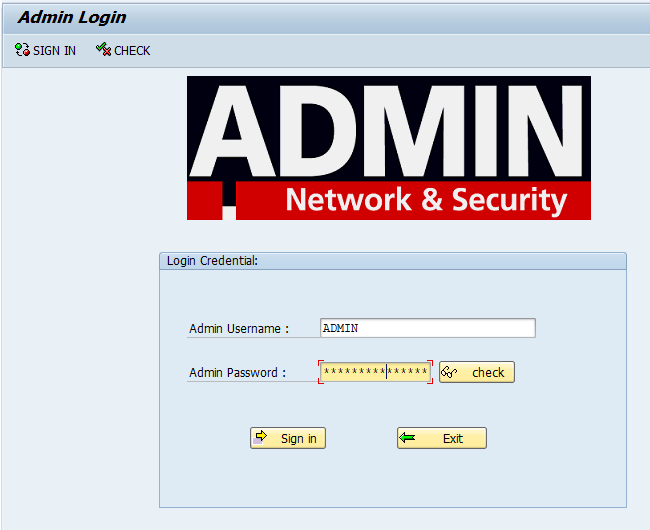 Admin Login
SIGN IN CHECK
ADMIN
Network & Security
Login Credential:
Admin Username : ADMIN
Admin Password : *************** check
Sign in Exit